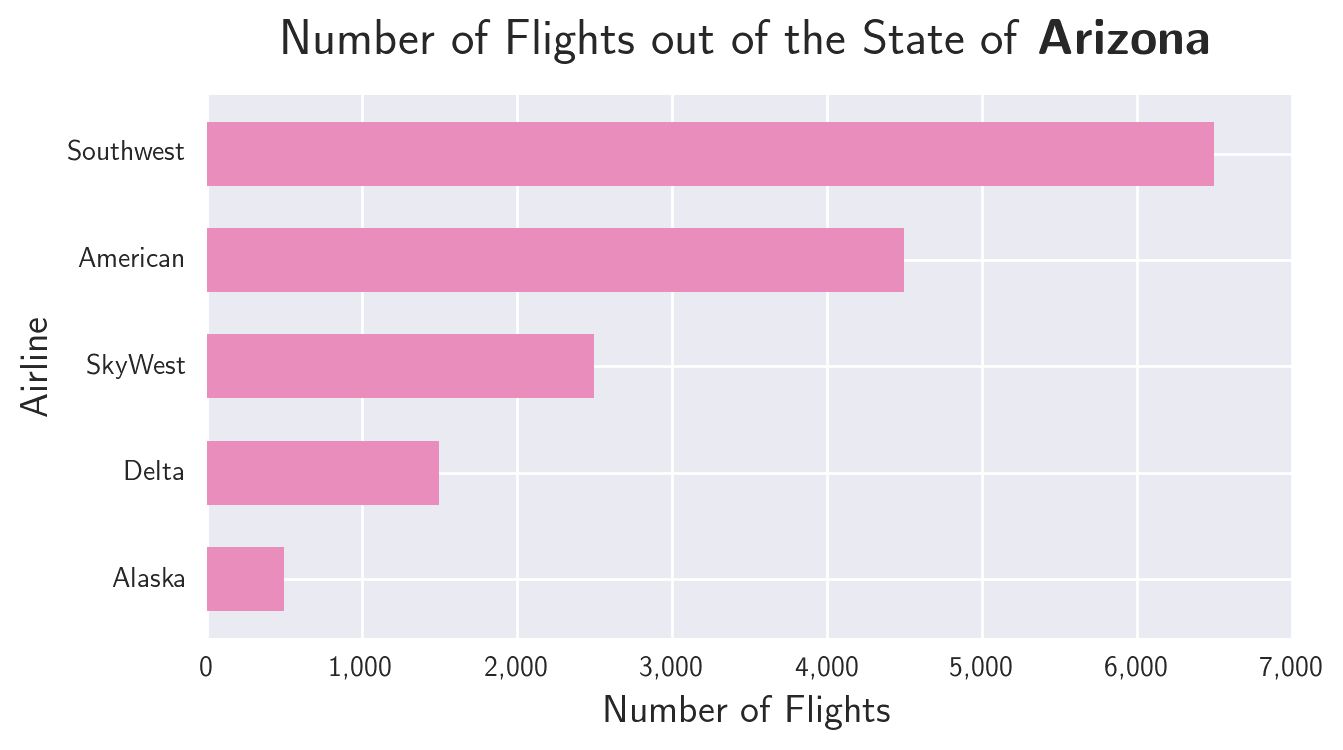 Number of Flights out of the State of Arizona
Southwest
American
SkyWest
Delta
Alaska
Airline
0 1,000 2,000 3,000 4,000 5,000 6,000 7,000
Number of Flights